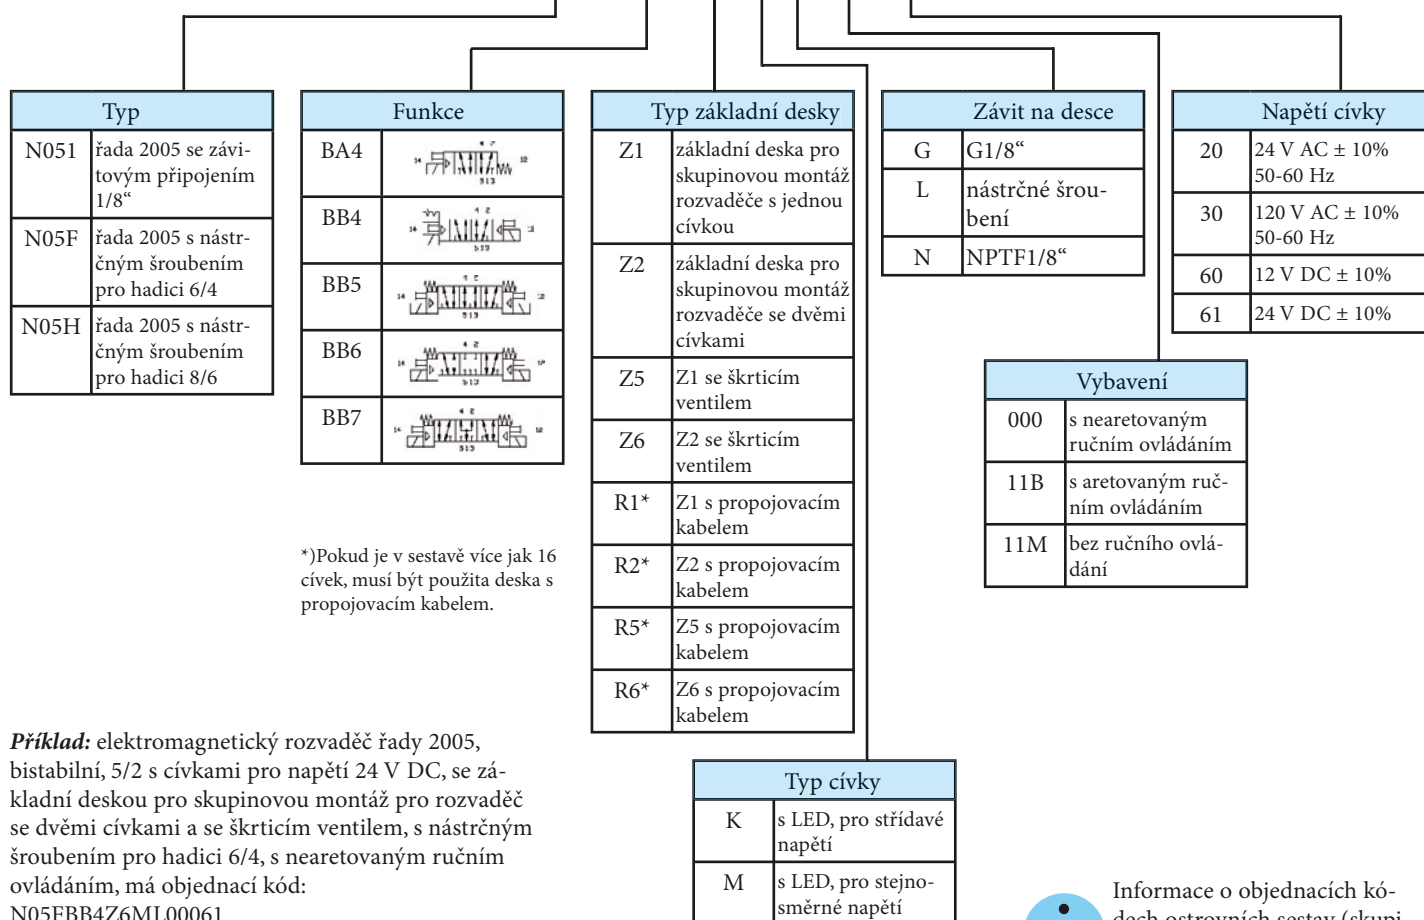 Typ
N051 řada 2005 se závi-
tovým připojením
1/8“
N05F řada 2005 s nástr-
čným šroubením
pro hadici 6/4
N05H řada 2005 s nástr-
čným šroubením
pro hadici 8/6
Funkce
BA4
BB4
BB5
BB6
BB7
*)Pokud je v sestavě více jak 16
cívek, musí být použita deska s
propojovacím kabelem.
Typ základní desky
Z1 základní deska pro
skupinovou montáž
rozvaděče s jednou
cívkou
Z2 základní deska pro
skupinovou montáž
rozvaděče se dvěmi
cívkami
Z5 Z1 se škrticím
ventilem
Z6 Z2 se škrticím
ventilem
R1* Z1 s propojovacím
kabelem
R2* Z2 s propojovacím
kabelem
R5* Z5 s propojovacím
kabelem
R6* Z6 s propojovacím
kabelem
Závit na desce
G G1/8“
L nástrčné šrou-
bení
N NPTF1/8“
Napětí cívky
20 24 V AC ± 10%
50-60 Hz
30 120 V AC ± 10%
50-60 Hz
60 12 V DC ± 10%
61 24 V DC ± 10%
Vybavení
000 s nearetovaným
ručním ovládáním
11B s aretovaným ruč-
ním ovládáním
11M bez ručního ovlá-
dání
Typ cívky
K s LED, pro střídavé
napětí
M s LED, pro stejno-
směrné napětí
Příklad: elektromagnetický rozvaděč řady 2005,
bistabilní, 5/2 s cívkami pro napětí 24 V DC, se zá-
kladní deskou pro skupinovou montáž pro rozvaděč
se dvěmi cívkami a se škrticím ventilem, s nástrčným
šroubením pro hadici 6/4, s nearetovaným ručním
ovládáním, má objednací kód:
N05FBB4Z6ML00061
Informace o objednacích kó-
dech ostrovních sestav (skupi